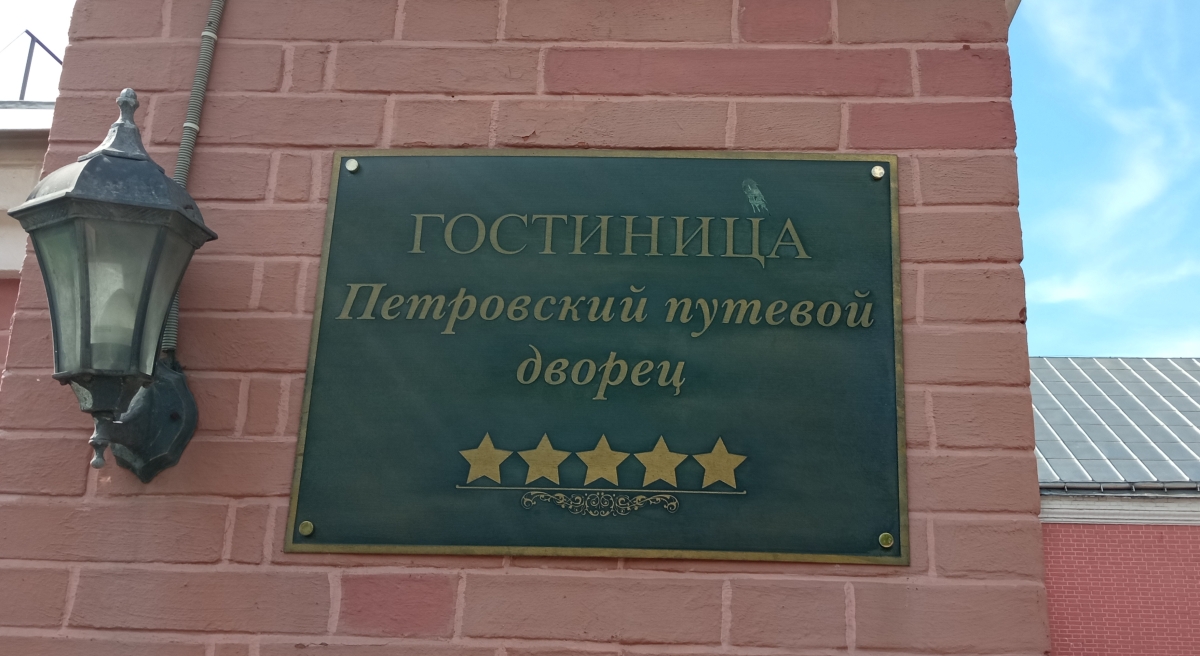 ГОСТИНИЦА
Петровский путевой
дворец